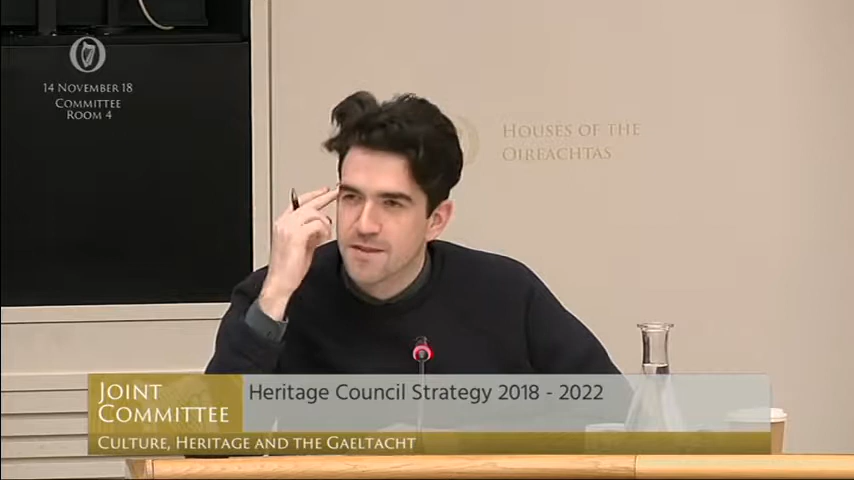 14 NOVEMBER 18
COMMITTEE
ROOM 4
HOUSES OF THE
OIREACHTAS
JOINT
COMMITTEE
Heritage Council Strategy 2018 - 2022
CULTURE, HERITAGE AND THE GAELTACHT